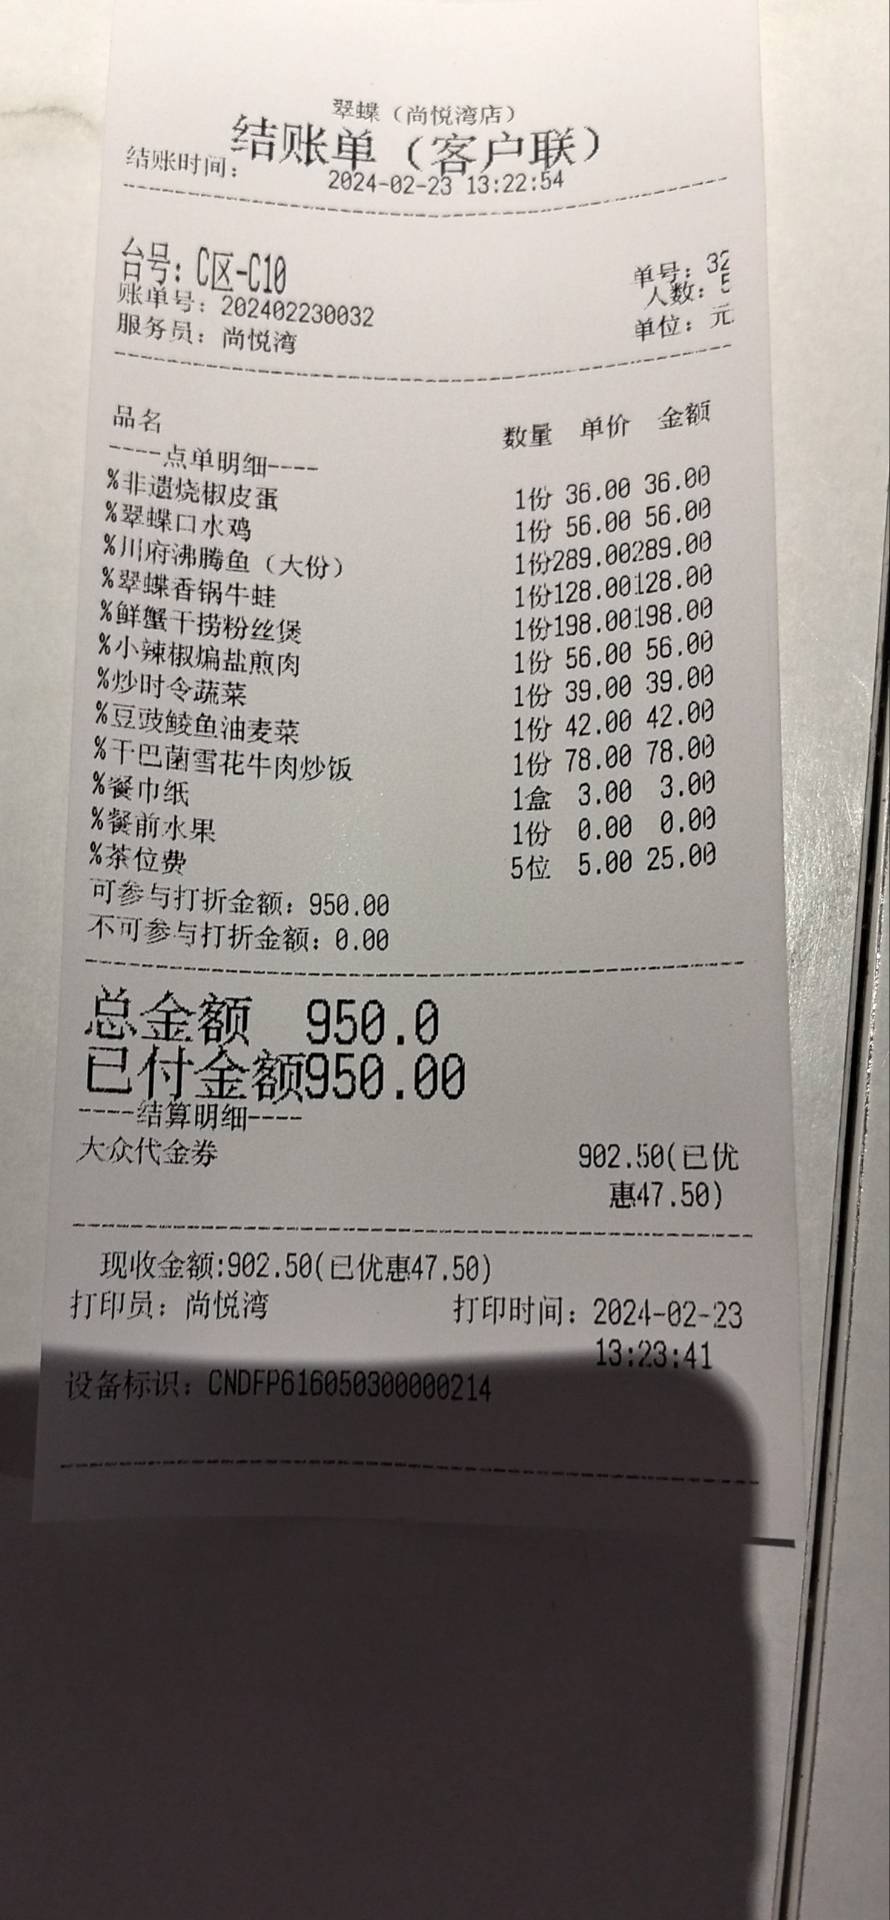 翠蝶（尚悦湾店）
结账单（客户联）
结账时间： 2024-02-23 13:22:54
台号：C区-C10 单号：32
账单号：202402230032 人数：5
服务员：尚悦湾 单位：元
品名 数量 单价 金额
----点单明细----
%非遗烧椒皮蛋 1份 36.00 36.00
%翠蝶口水鸡 1份 56.00 56.00
%川府沸腾鱼（大份） 1份289.00289.00
%翠蝶香锅牛蛙 1份128.00128.00
%鲜蟹干捞粉丝煲 1份198.00198.00
%小辣椒煸盐煎肉 1份 56.00 56.00
%炒时令蔬菜 1份 39.00 39.00
%豆豉鲮鱼油麦菜 1份 42.00 42.00
%干巴菌雪花牛肉炒饭 1份 78.00 78.00
%餐巾纸 1盒 3.00 3.00
%餐前水果 1份 0.00 0.00
%茶位费 5位 5.00 25.00
可参与打折金额：950.00
不可参与打折金额：0.00
总金额 950.0
已付金额950.00
----结算明细----
大众代金券 902.50(已优
惠47.50)
现收金额:902.50(已优惠47.50)
打印员：尚悦湾 打印时间：2024-02-23
13:23:41
设备标识：CNDFP616050300000214